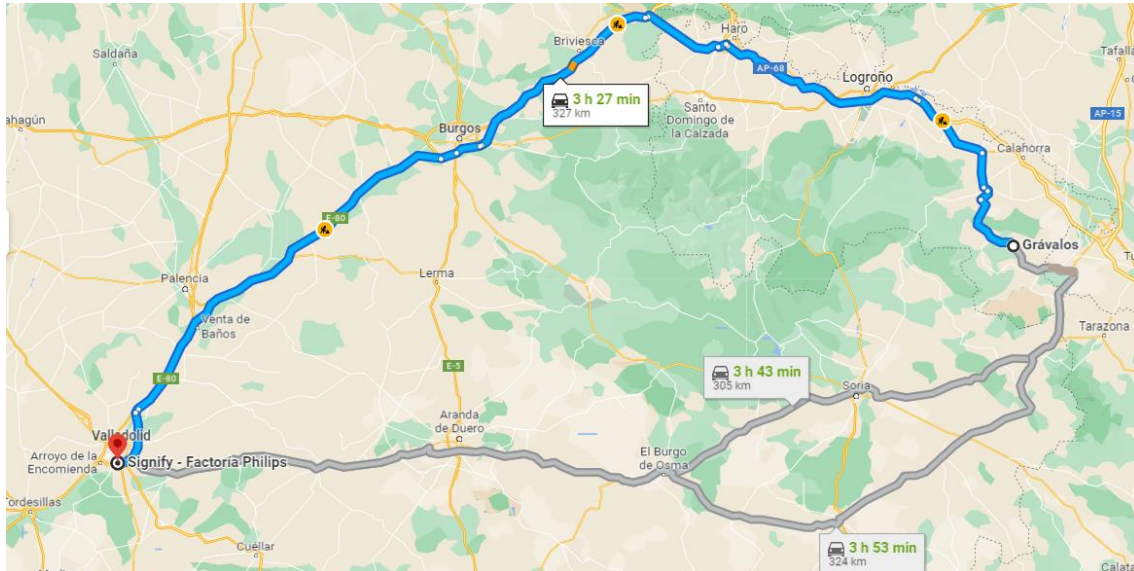 Saldaña
Briviesca
Haro
Tafalla
AP-68
Logroño
3 h 27 min
327 km
Santo
Domingo de
la Calzada
AP-15
ahagún
Burgos
Calahorra
E-80
Grávalos
Palencia
Lerma
Venta de
Baños
Tarazona
E-5
3 h 43 min
305 km
E-80
Soria
Aranda
de Duero
Valladolid
Arroyo de la
Encomienda
Signify - Factoría Philips
El Burgo
de Osma
Tordesillas
3 h 53 min
324 km
Cuéllar
Calata